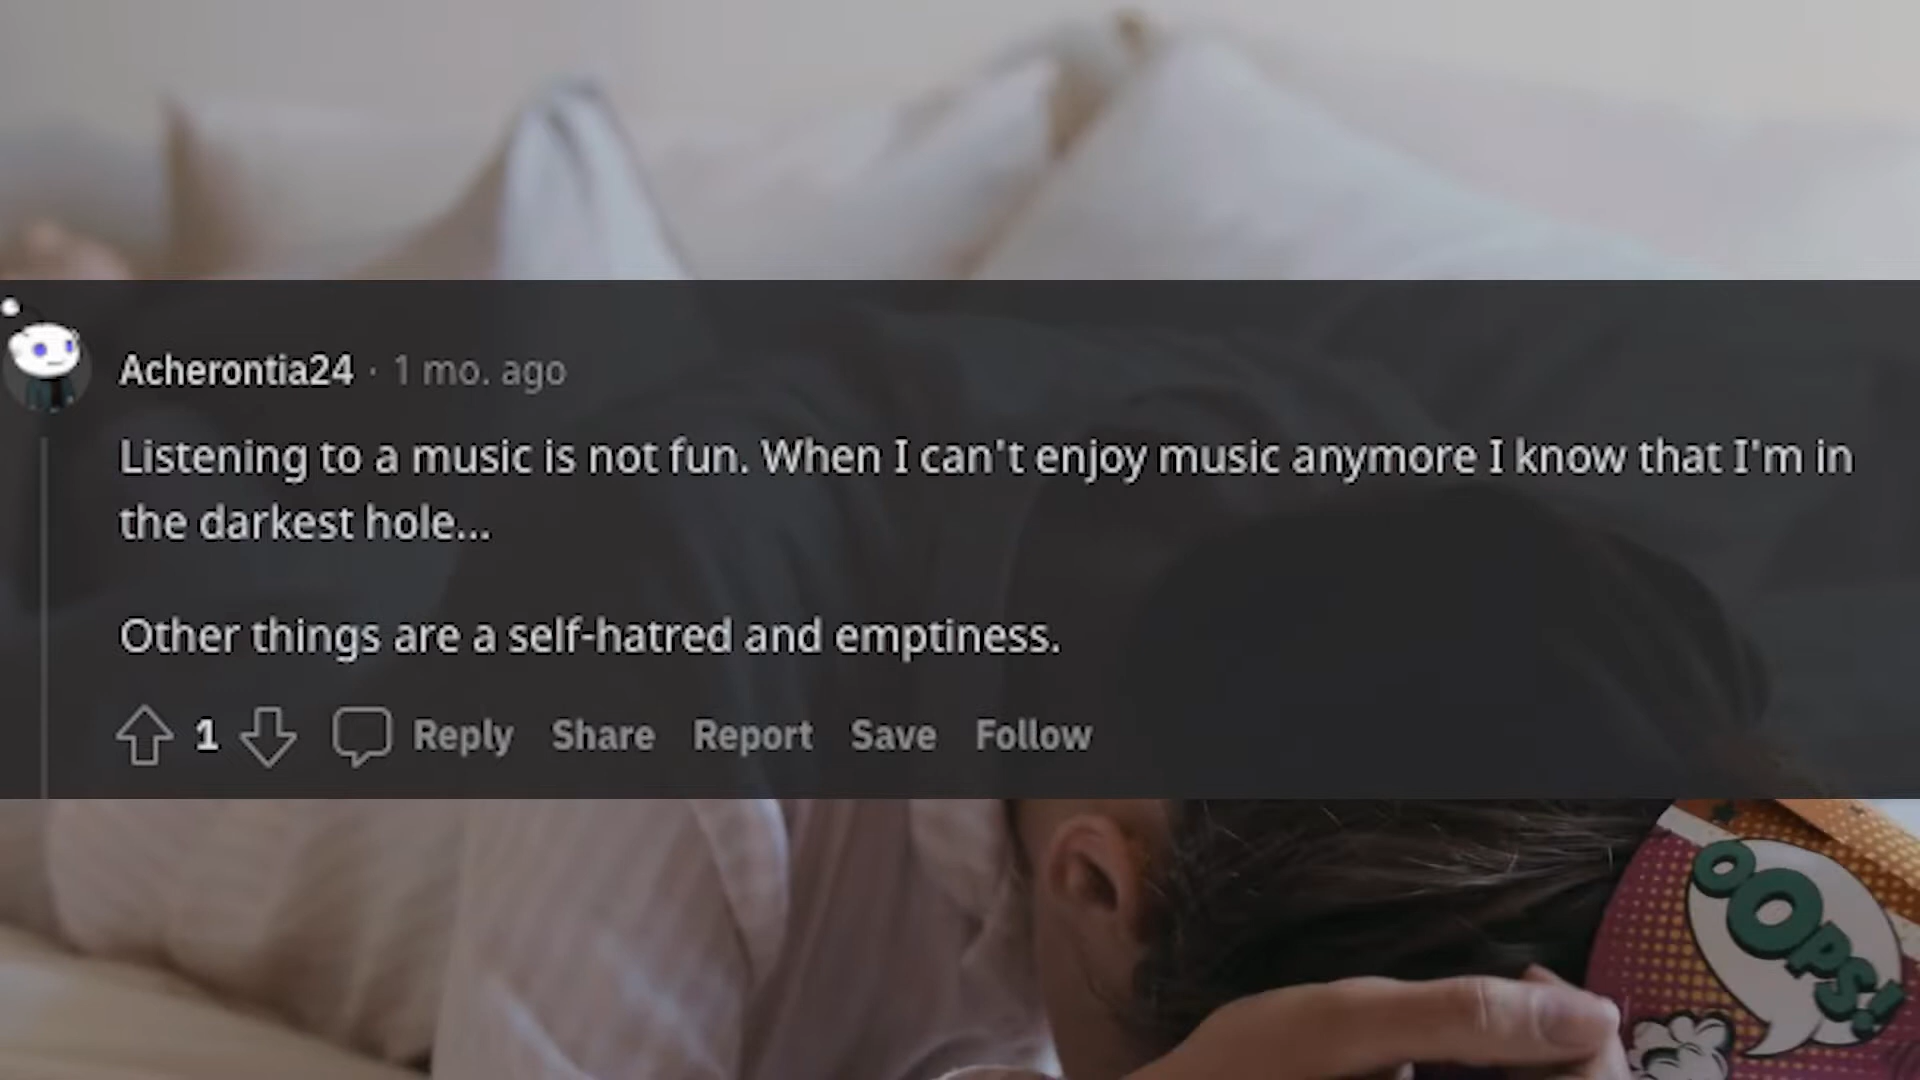 Acherontia24 · 1 mo. ago
Listening to a music is not fun. When I can't enjoy music anymore I know that I'm in
the darkest hole...
Other things are a self-hatred and emptiness.
1 Reply Share Report Save Follow
OOPS!